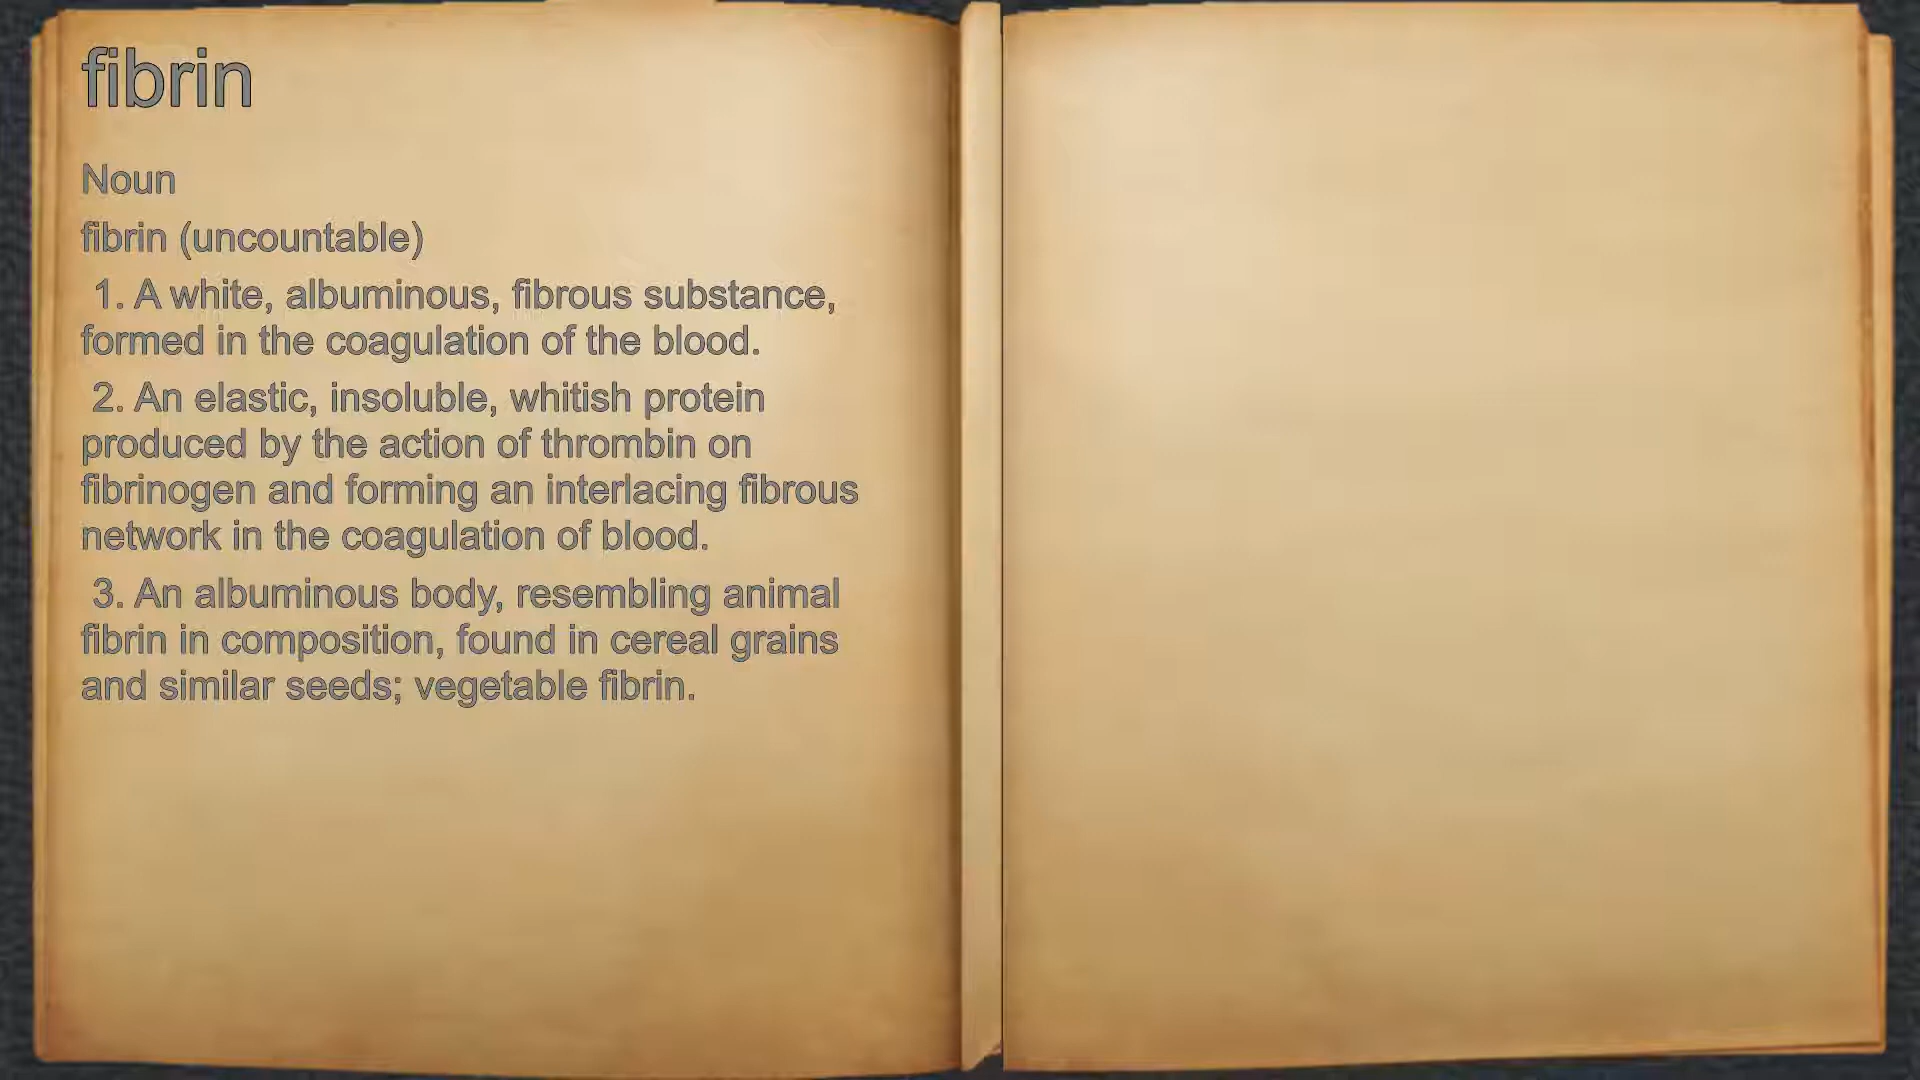 fibrin
Noun
fibrin (uncountable)
1. A white, albuminous, fibrous substance,
formed in the coagulation of the blood.
2. An elastic, insoluble, whitish protein
produced by the action of thrombin on
fibrinogen and forming an interlacing fibrous
network in the coagulation of blood.
3. An albuminous body, resembling animal
fibrin in composition, found in cereal grains
and similar seeds; vegetable fibrin.